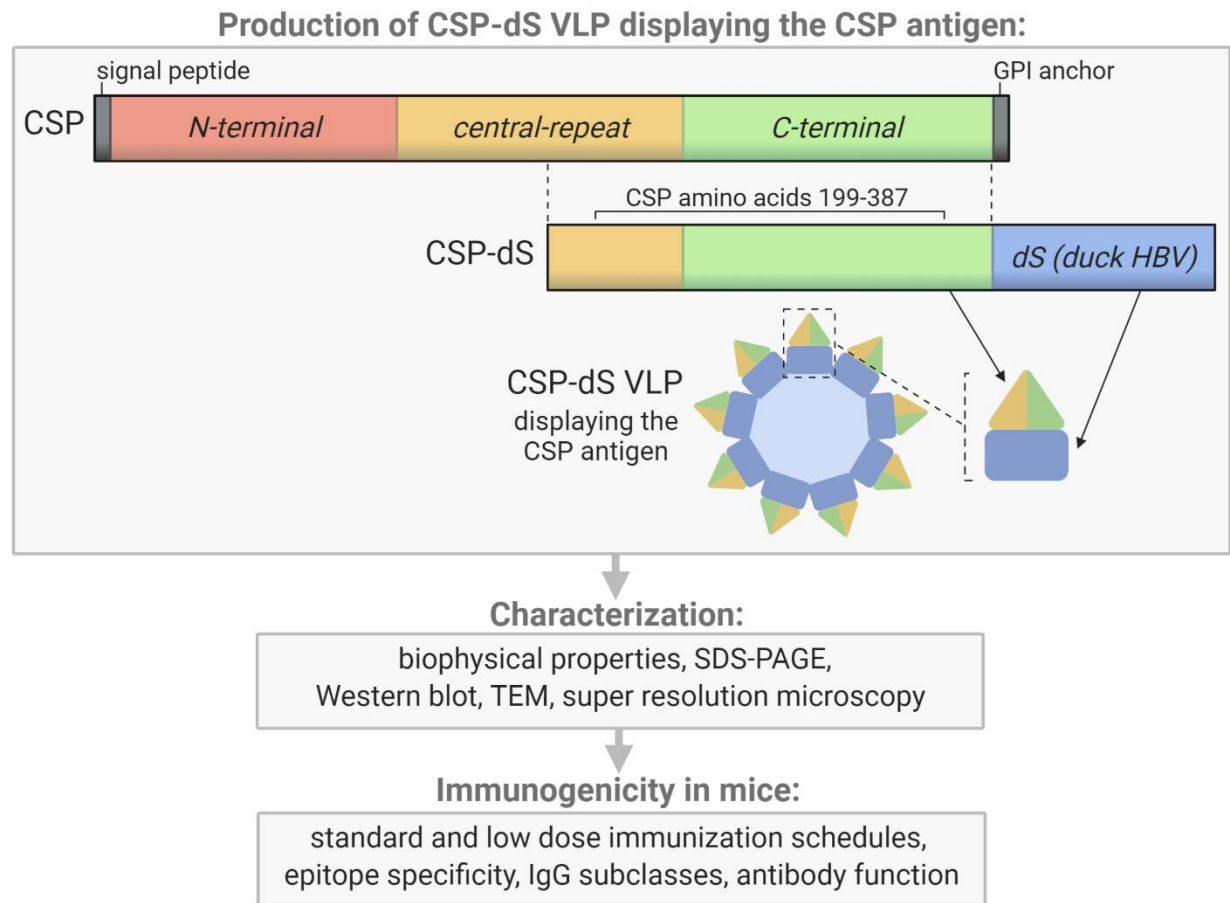 Production of CSP-dS VLP displaying the CSP antigen:
signal peptide
GPI anchor
CSP
N-terminal
central-repeat
C-terminal
CSP amino acids 199-387
CSP-dS
dS (duck HBV)
CSP-dS VLP
displaying the
CSP antigen
Characterization:
biophysical properties, SDS-PAGE,
Western blot, TEM, super resolution microscopy
Immunogenicity in mice:
standard and low dose immunization schedules,
epitope specificity, IgG subclasses, antibody function